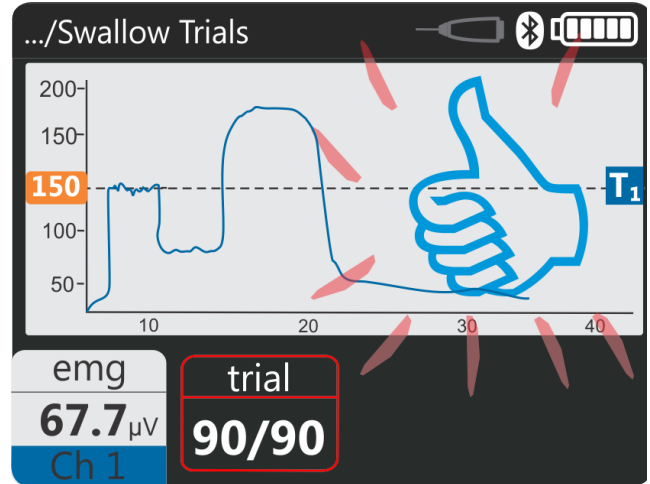 .../Swallow Trials
200-
150-
150
T₁
100-
50-
10 20 30 40
emg
67.7µV
Ch 1
trial
90/90